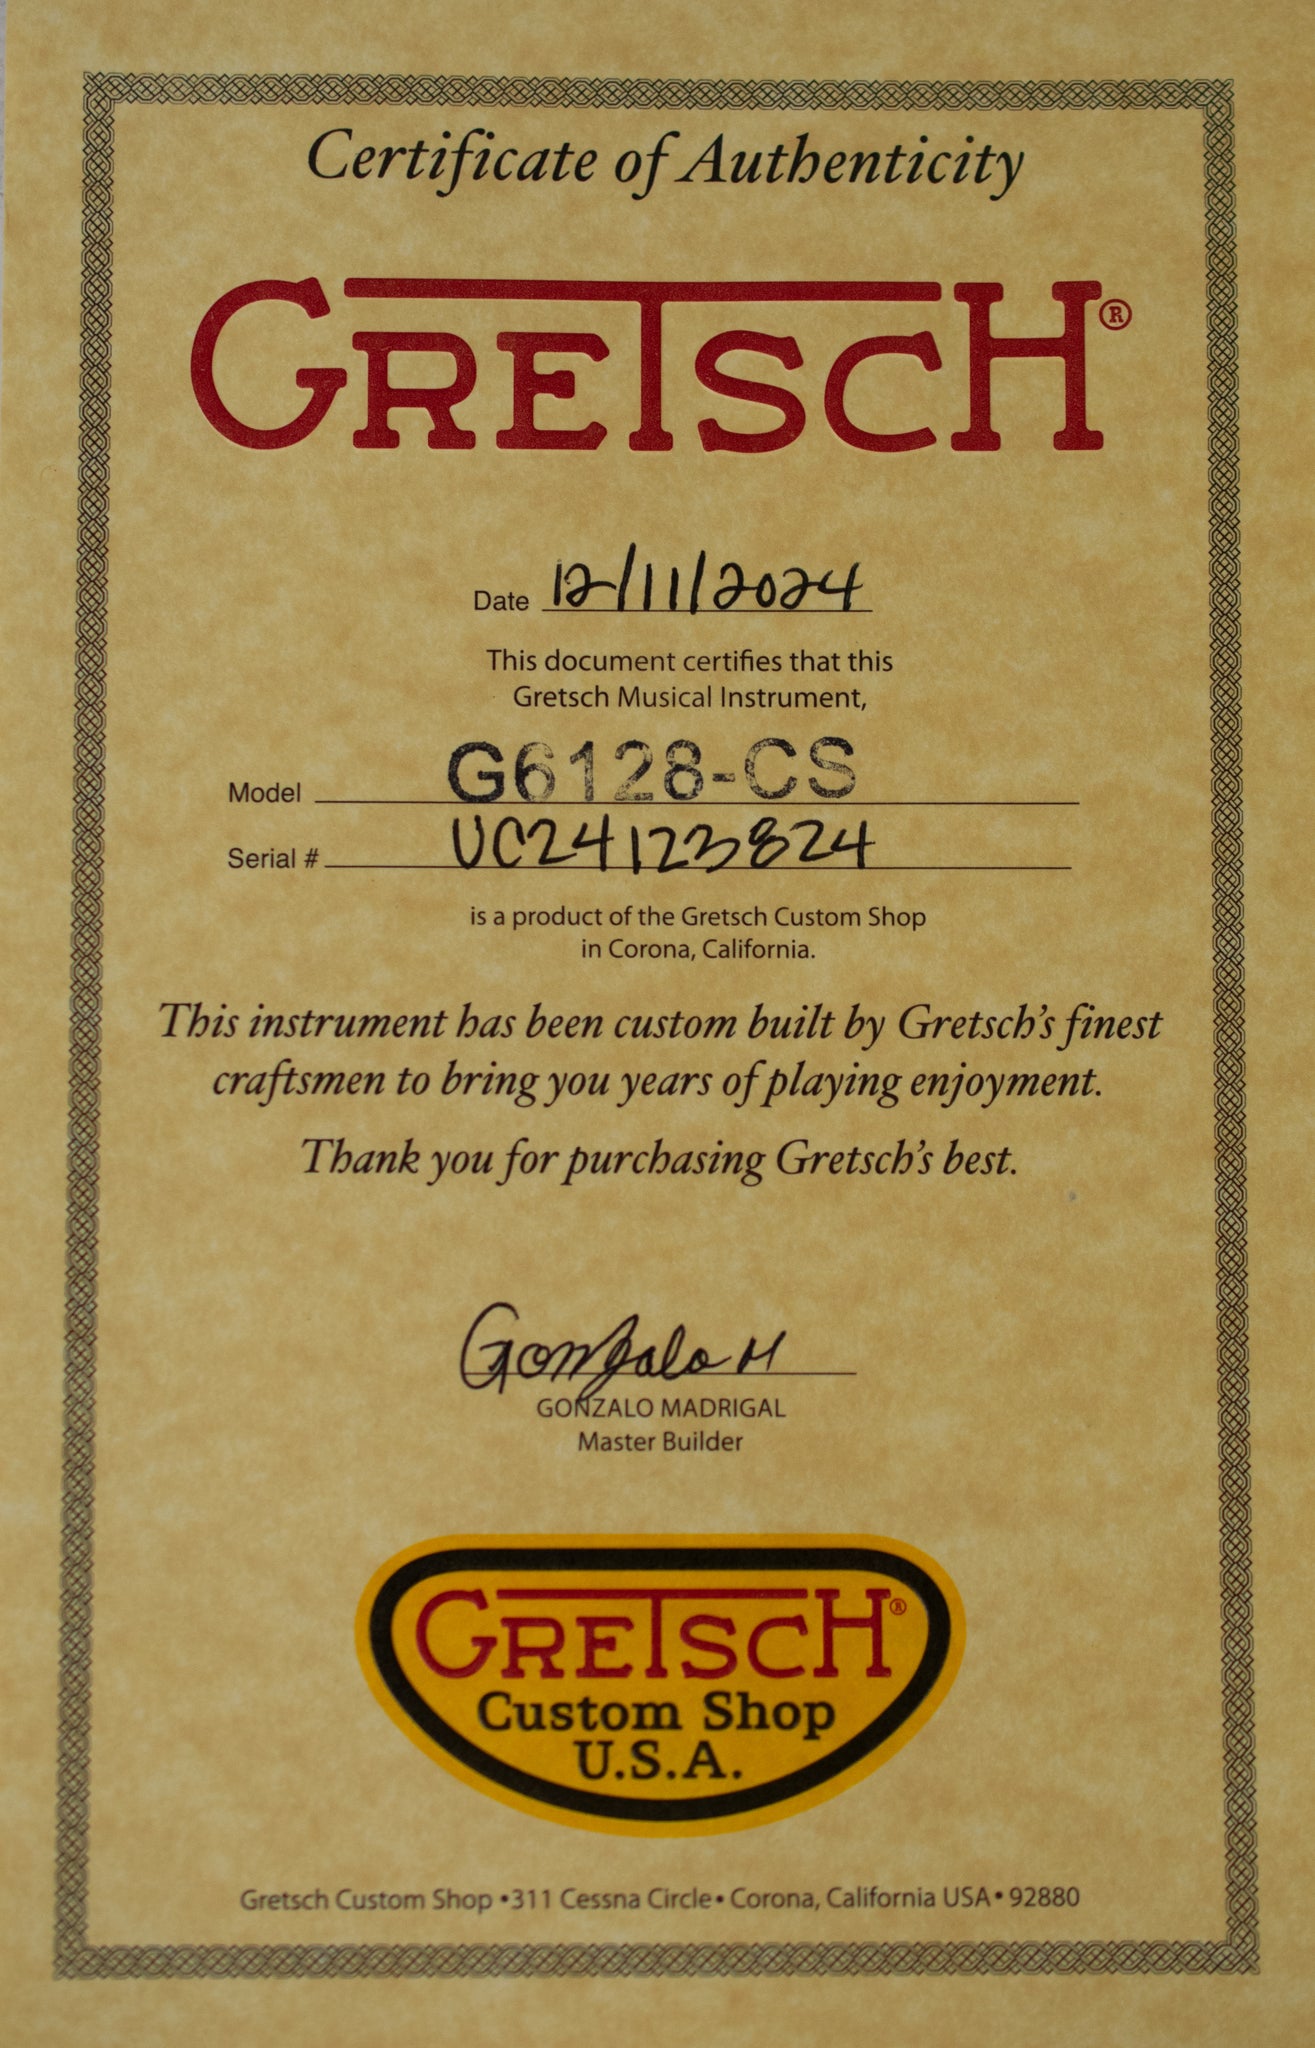 Certificate of Authenticity
GRETSCH®
Date 12/11/2024
This document certifies that this
Gretsch Musical Instrument,
Model G6128-CS
Serial # UC24123824
is a product of the Gretsch Custom Shop
in Corona, California.
This instrument has been custom built by Gretsch's finest
craftsmen to bring you years of playing enjoyment.
Thank you for purchasing Gretsch's best.
Gonzalo M
GONZALO MADRIGAL
Master Builder
GRETSCH®
Custom Shop
U.S.A.
Gretsch Custom Shop • 311 Cessna Circle • Corona, California USA • 92880